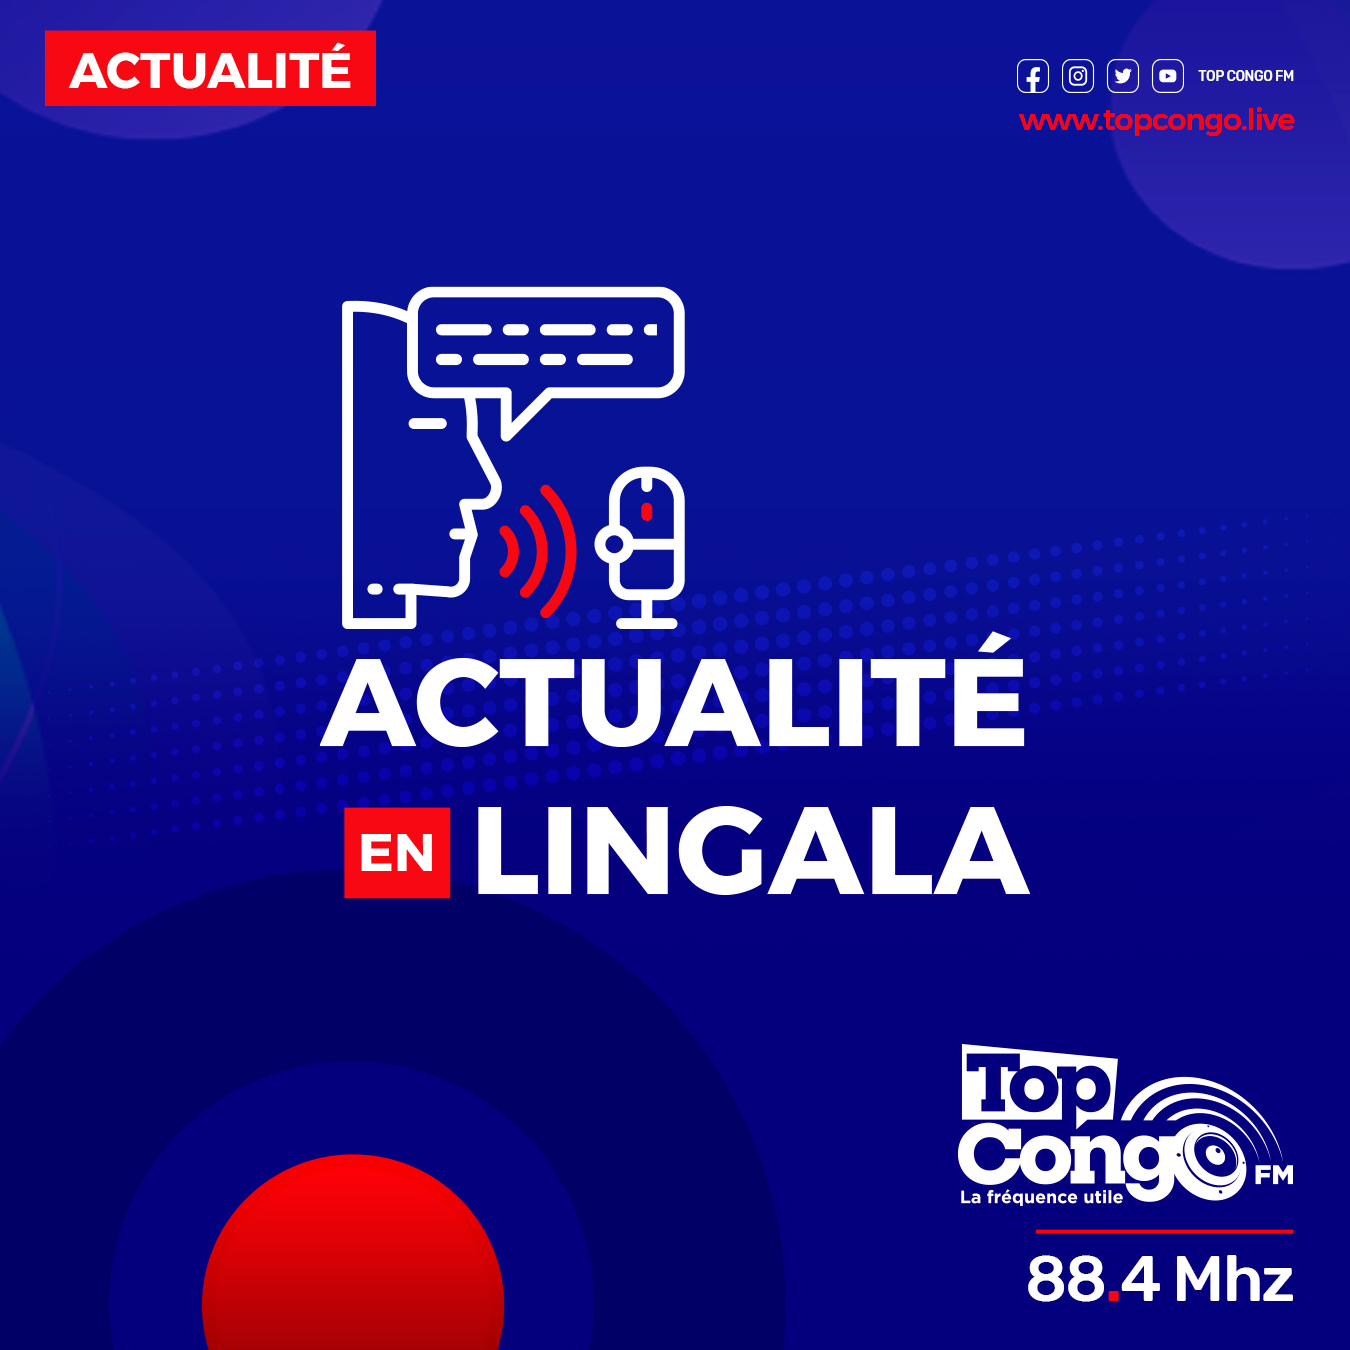 ACTUALITÉ
TOP CONGO FM
www.topcongo.live
ACTUALITÉ
EN LINGALA
Top
Congo FM
La fréquence utile
88.4 Mhz